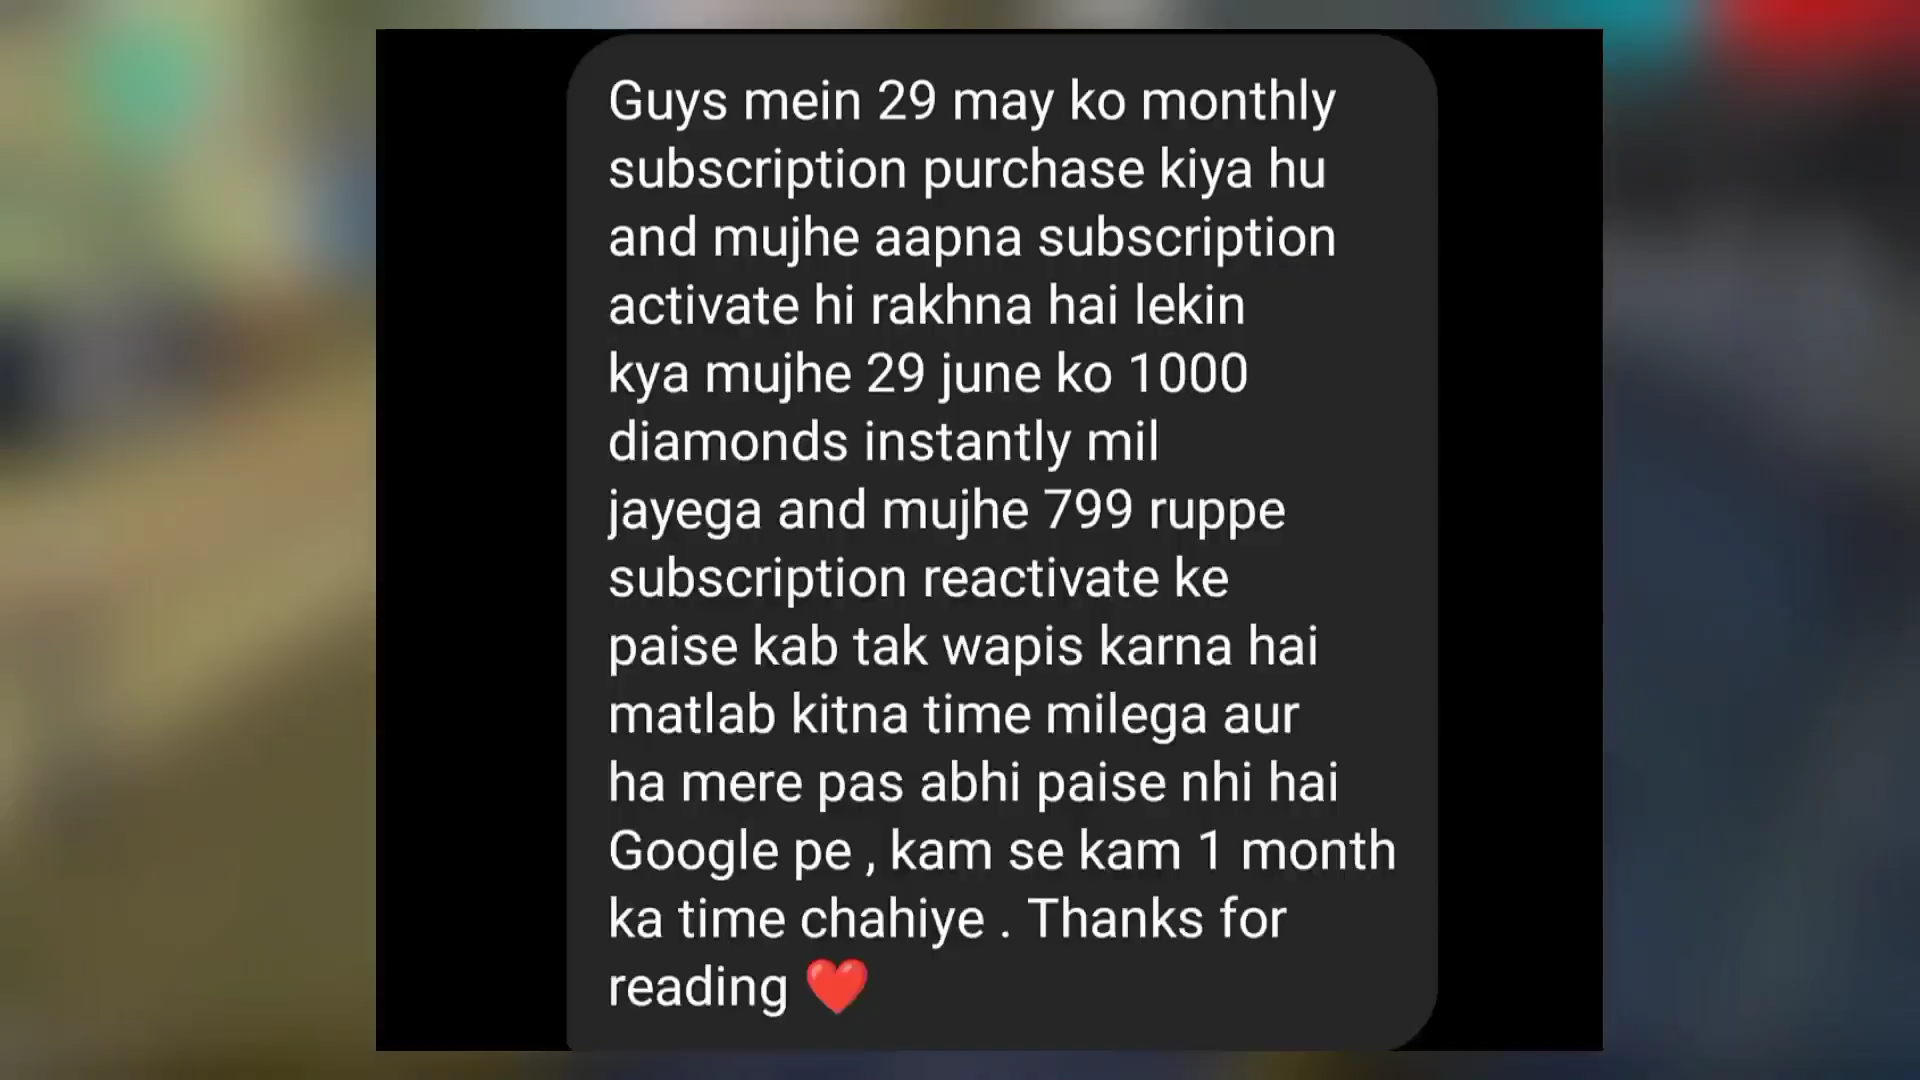 Guys mein 29 may ko monthly
subscription purchase kiya hu
and mujhe aapna subscription
activate hi rakhna hai lekin
kya mujhe 29 june ko 1000
diamonds instantly mil
jayega and mujhe 799 ruppe
subscription reactivate ke
paise kab tak wapis karna hai
matlab kitna time milega aur
ha mere pas abhi paise nhi hai
Google pe , kam se kam 1 month
ka time chahiye . Thanks for
reading ❤️